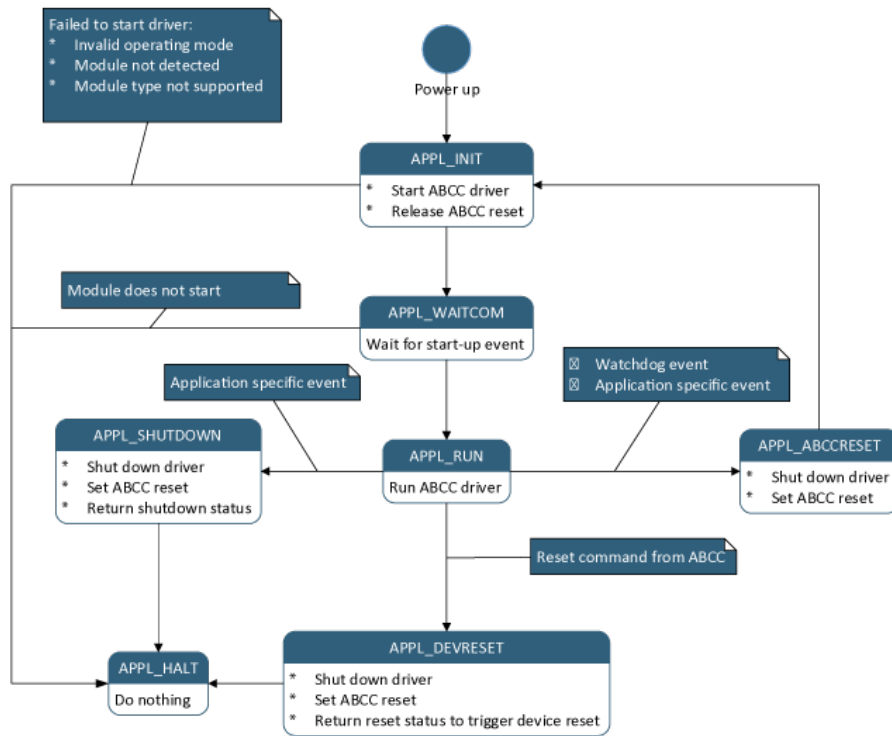 Failed to start driver:
* Invalid operating mode
* Module not detected
* Module type not supported
Power up
APPL_INIT
* Start ABCC driver
* Release ABCC reset
Module does not start
APPL_WAITCOM
Wait for start-up event
Application specific event
Watchdog event
Application specific event
APPL_SHUTDOWN
* Shut down driver
* Set ABCC reset
* Return shutdown status
APPL_RUN
Run ABCC driver
APPL_ABCCRESET
* Shut down driver
* Set ABCC reset
Reset command from ABCC
APPL_HALT
Do nothing
APPL_DEVRESET
* Shut down driver
* Set ABCC reset
* Return reset status to trigger device reset